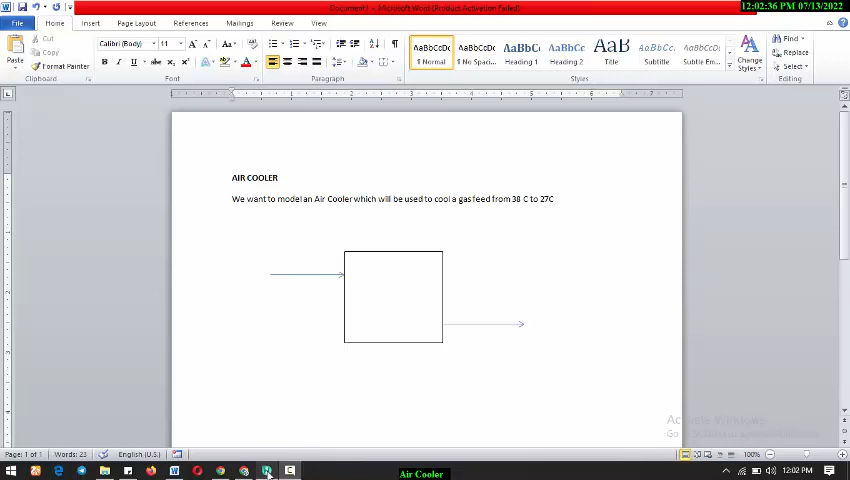 Document1 - Microsoft Word (Product Activation Failed)
12:02:36 PM 07/13/2022
File Home Insert Page Layout References Mailings Review View
Cut
Copy
Format Painter
Paste
Clipboard
Calibri (Body) 11
Font
Paragraph
AaBbCcDc AaBbCcDc AaBbCc AaBbCc AaB AaBbCc. AaBbCcDc
1 Normal 1 No Spaci... Heading 1 Heading 2 Title Subtitle Subtle Em...
Styles
Change Styles
Find
Replace
Select
Editing
AIR COOLER
We want to model an Air Cooler which will be used to cool a gas feed from 38 C to 27C
Activate Windows
Page: 1 of 1 Words: 23 English (U.S.) 100%
Air Cooler
12:02 PM